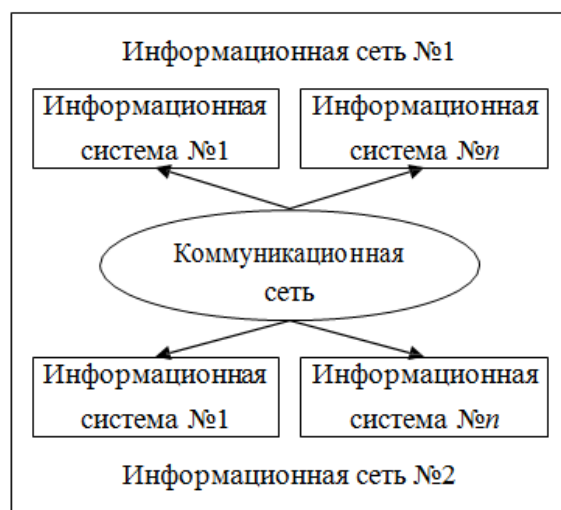 Информационная сеть №1
Информационная
система №1
Информационная
система №n
Коммуникационная
сеть
Информационная
система №1
Информационная
система №n
Информационная сеть №2